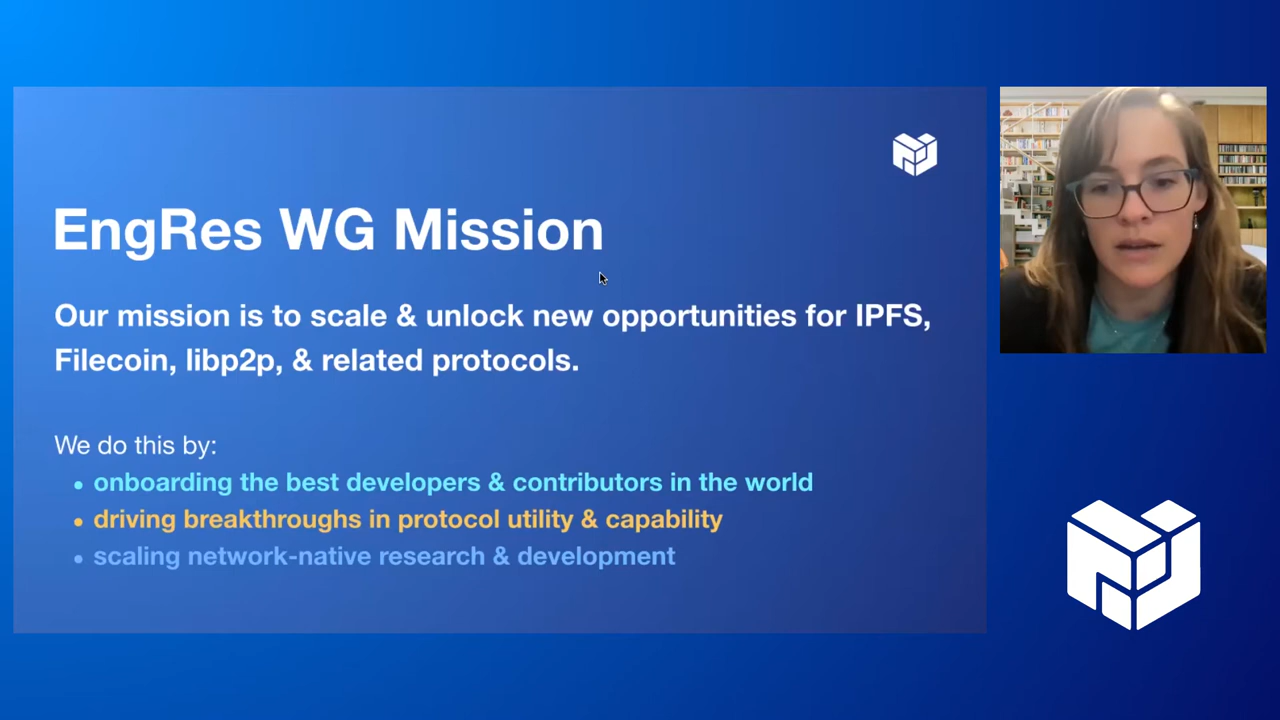 EngRes WG Mission
Our mission is to scale & unlock new opportunities for IPFS,
Filecoin, libp2p, & related protocols.
We do this by:
• onboarding the best developers & contributors in the world
• driving breakthroughs in protocol utility & capability
• scaling network-native research & development